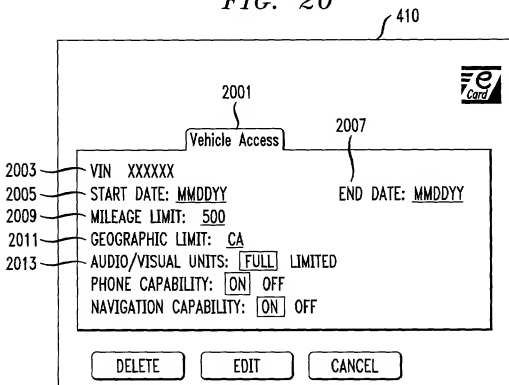 FIG. 20
410
e
Card
2001
2007
Vehicle Access
2003 VIN XXXXXX
2005 START DATE: MMDDYY END DATE: MMDDYY
2009 MILEAGE LIMIT: 500
2011 GEOGRAPHIC LIMIT: CA
2013 AUDIO/VISUAL UNITS: FULL LIMITED
PHONE CAPABILITY: ON OFF
NAVIGATION CAPABILITY: ON OFF
DELETE EDIT CANCEL